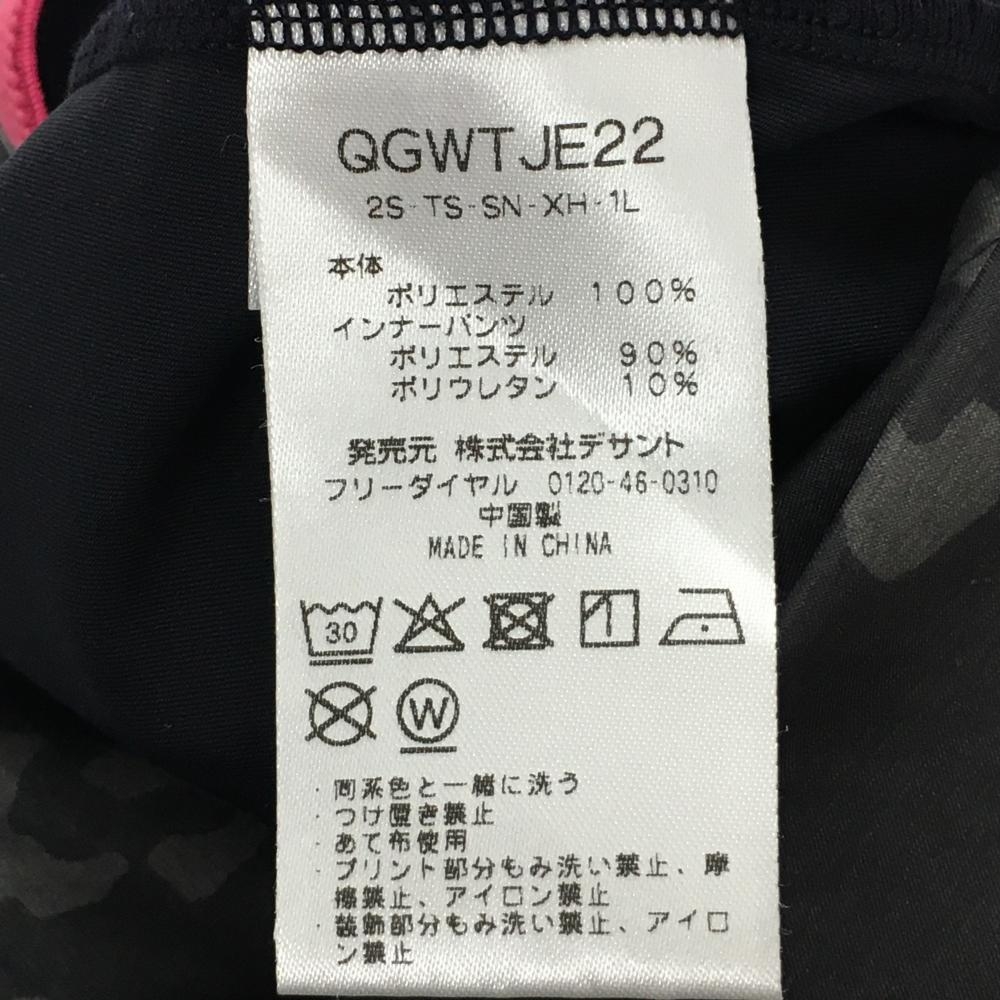 QGWTJE22
2S-TS-SN-XH-1L
本体
ポリエステル 100%
インナーパンツ
ポリエステル 90%
ポリウレタン 10%
発売元 株式会社デサント
フリーダイヤル 0120-46-0310
中国製
MADE IN CHINA
30
W
・同系色と一緒に洗う
・つけ置き禁止
・あて布使用
・プリント部分もみ洗い禁止、摩
擦禁止、アイロン禁止
・装飾部分もみ洗い禁止、アイロ
ン禁止